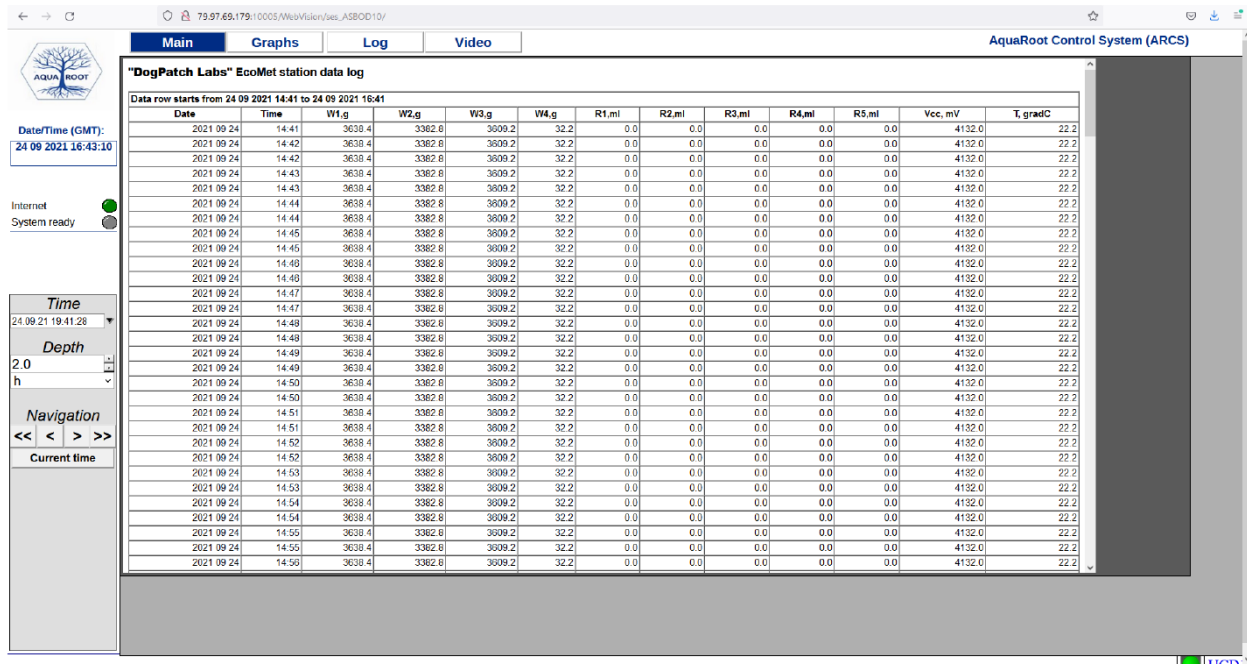 79.97.69.179:10005/WebVision/ses_ASBOD10/
Main Graphs Log Video AquaRoot Control System (ARCS)
AQUA ROOT
"DogPatch Labs" EcoMet station data log
Data row starts from 24 09 2021 14:41 to 24 09 2021 16:41
Date Time W1,g W2,g W3,g W4,g R1,ml R2,ml R3,ml R4,ml R5,ml Vcc, mV T, gradC
2021 09 24 14:41 3638.4 3382.8 3609.2 32.2 0.0 0.0 0.0 0.0 0.0 4132.0 22.2
2021 09 24 14:42 3638.4 3382.8 3609.2 32.2 0.0 0.0 0.0 0.0 0.0 4132.0 22.2
2021 09 24 14:42 3638.4 3382.8 3609.2 32.2 0.0 0.0 0.0 0.0 0.0 4132.0 22.2
2021 09 24 14:43 3638.4 3382.8 3609.2 32.2 0.0 0.0 0.0 0.0 0.0 4132.0 22.2
2021 09 24 14:43 3638.4 3382.8 3609.2 32.2 0.0 0.0 0.0 0.0 0.0 4132.0 22.2
2021 09 24 14:44 3638.4 3382.8 3609.2 32.2 0.0 0.0 0.0 0.0 0.0 4132.0 22.2
2021 09 24 14:44 3638.4 3382.8 3609.2 32.2 0.0 0.0 0.0 0.0 0.0 4132.0 22.2
2021 09 24 14:45 3638.4 3382.8 3609.2 32.2 0.0 0.0 0.0 0.0 0.0 4132.0 22.2
2021 09 24 14:45 3638.4 3382.8 3609.2 32.2 0.0 0.0 0.0 0.0 0.0 4132.0 22.2
2021 09 24 14:46 3638.4 3382.8 3609.2 32.2 0.0 0.0 0.0 0.0 0.0 4132.0 22.2
2021 09 24 14:46 3638.4 3382.8 3609.2 32.2 0.0 0.0 0.0 0.0 0.0 4132.0 22.2
2021 09 24 14:47 3638.4 3382.8 3609.2 32.2 0.0 0.0 0.0 0.0 0.0 4132.0 22.2
2021 09 24 14:47 3638.4 3382.8 3609.2 32.2 0.0 0.0 0.0 0.0 0.0 4132.0 22.2
2021 09 24 14:48 3638.4 3382.8 3609.2 32.2 0.0 0.0 0.0 0.0 0.0 4132.0 22.2
2021 09 24 14:48 3638.4 3382.8 3609.2 32.2 0.0 0.0 0.0 0.0 0.0 4132.0 22.2
2021 09 24 14:49 3638.4 3382.8 3609.2 32.2 0.0 0.0 0.0 0.0 0.0 4132.0 22.2
2021 09 24 14:49 3638.4 3382.8 3609.2 32.2 0.0 0.0 0.0 0.0 0.0 4132.0 22.2
2021 09 24 14:50 3638.4 3382.8 3609.2 32.2 0.0 0.0 0.0 0.0 0.0 4132.0 22.2
2021 09 24 14:50 3638.4 3382.8 3609.2 32.2 0.0 0.0 0.0 0.0 0.0 4132.0 22.2
2021 09 24 14:51 3638.4 3382.8 3609.2 32.2 0.0 0.0 0.0 0.0 0.0 4132.0 22.2
2021 09 24 14:51 3638.4 3382.8 3609.2 32.2 0.0 0.0 0.0 0.0 0.0 4132.0 22.2
2021 09 24 14:52 3638.4 3382.8 3609.2 32.2 0.0 0.0 0.0 0.0 0.0 4132.0 22.2
2021 09 24 14:52 3638.4 3382.8 3609.2 32.2 0.0 0.0 0.0 0.0 0.0 4132.0 22.2
2021 09 24 14:53 3638.4 3382.8 3609.2 32.2 0.0 0.0 0.0 0.0 0.0 4132.0 22.2
2021 09 24 14:53 3638.4 3382.8 3609.2 32.2 0.0 0.0 0.0 0.0 0.0 4132.0 22.2
2021 09 24 14:54 3638.4 3382.8 3609.2 32.2 0.0 0.0 0.0 0.0 0.0 4132.0 22.2
2021 09 24 14:54 3638.4 3382.8 3609.2 32.2 0.0 0.0 0.0 0.0 0.0 4132.0 22.2
2021 09 24 14:55 3638.4 3382.8 3609.2 32.2 0.0 0.0 0.0 0.0 0.0 4132.0 22.2
2021 09 24 14:55 3638.4 3382.8 3609.2 32.2 0.0 0.0 0.0 0.0 0.0 4132.0 22.2
2021 09 24 14:56 3638.4 3382.8 3609.2 32.2 0.0 0.0 0.0 0.0 0.0 4132.0 22.2
Date/Time (GMT):
24 09 2021 16:43:10
Internet
System ready
Time
24.09.21 19:41:28
Depth
2.0
h
Navigation
<< < > >>
Current time